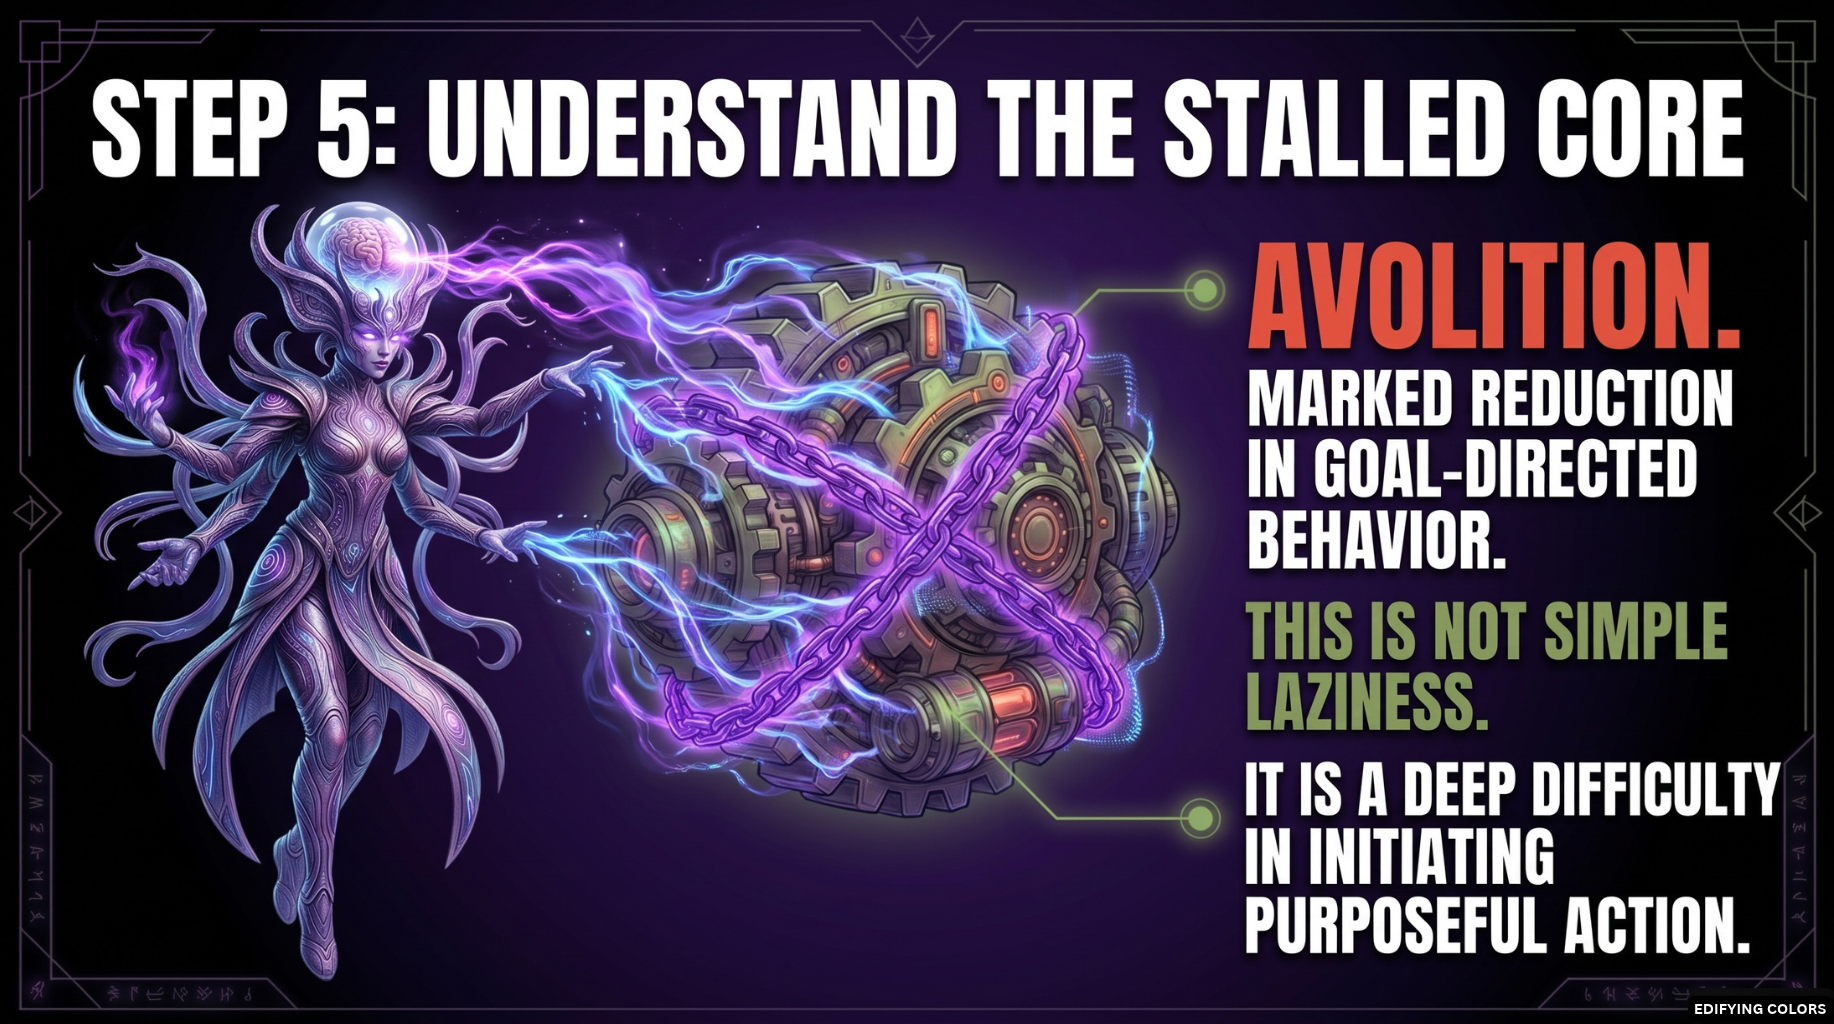 STEP 5: UNDERSTAND THE STALLED CORE
AVOLITION.
MARKED REDUCTION
IN GOAL-DIRECTED
BEHAVIOR.
THIS IS NOT SIMPLE
LAZINESS.
IT IS A DEEP DIFFICULTY
IN INITIATING
PURPOSEFUL ACTION.
EDIFYING COLORS